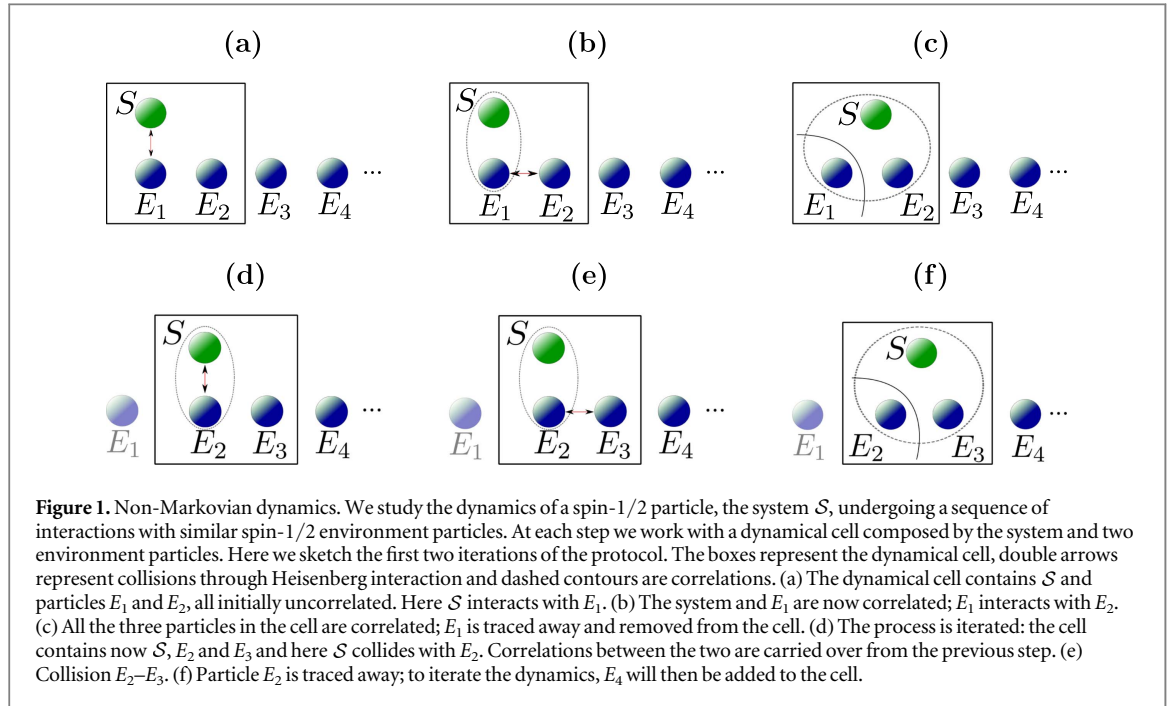 (a) (b) (c)
S S S
...
...
...
E1 E2 E3 E4 E1 E2 E3 E4 E1 E2 E3 E4
(d) (e) (f)
S S S
...
...
...
E1 E2 E3 E4 E1 E2 E3 E4 E1 E2 E3 E4
Figure 1. Non-Markovian dynamics. We study the dynamics of a spin-1/2 particle, the system 𝒮, undergoing a sequence of
interactions with similar spin-1/2 environment particles. At each step we work with a dynamical cell composed by the system and two
environment particles. Here we sketch the first two iterations of the protocol. The boxes represent the dynamical cell, double arrows
represent collisions through Heisenberg interaction and dashed contours are correlations. (a) The dynamical cell contains 𝒮 and
particles E1 and E2, all initially uncorrelated. Here 𝒮 interacts with E1. (b) The system and E1 are now correlated; E1 interacts with E2.
(c) All the three particles in the cell are correlated; E1 is traced away and removed from the cell. (d) The process is iterated: the cell
contains now 𝒮, E2 and E3 and here 𝒮 collides with E2. Correlations between the two are carried over from the previous step. (e)
Collision E2–E3. (f) Particle E2 is traced away; to iterate the dynamics, E4 will then be added to the cell.